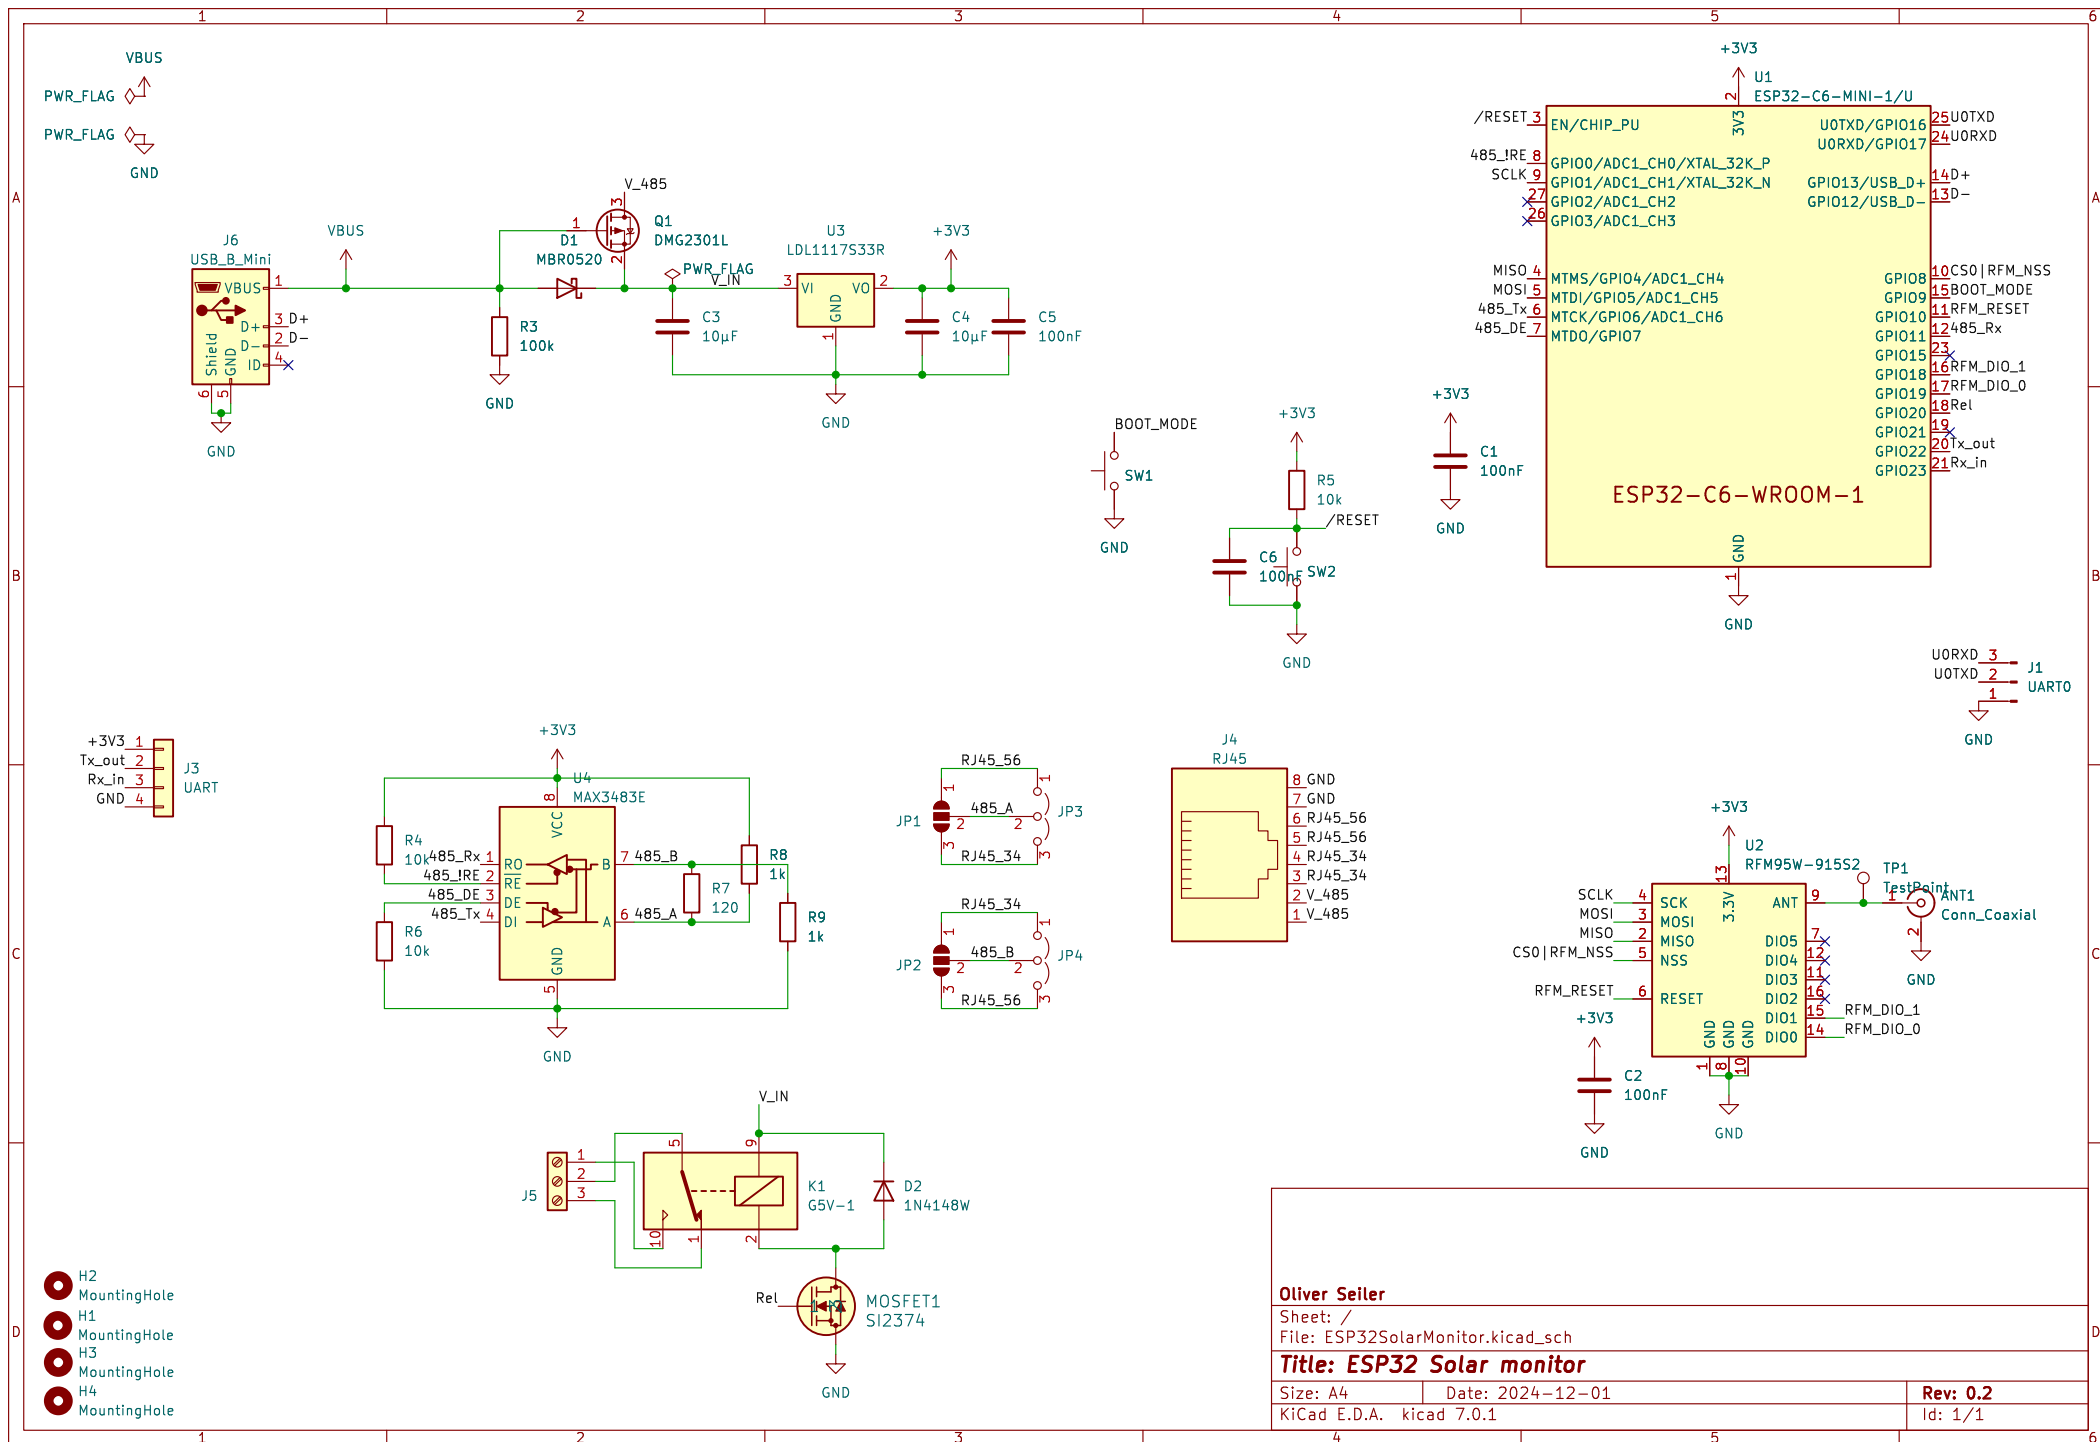 1 2 3 4 5 6
A
B
C
D
VBUS
PWR_FLAG
PWR_FLAG
GND
J6
USB_B_Mini
VBUS 1
D+ 3 D+
D- 2 D-
ID 4
Shield
GND
6 5
GND
VBUS
R3
100k
GND
D1
MBR0520
V_485
3
1
2
Q1
DMG2301L
PWR_FLAG
V_IN
C3
10µF
U3
LDL1117S33R
3 VI
VO 2
GND
1
GND
+3V3
C4
10µF
C5
100nF
BOOT_MODE
SW1
GND
+3V3
R5
10k
/RESET
C6
100nF
SW2
GND
+3V3
C1
100nF
GND
+3V3
U1
ESP32-C6-MINI-1/U
2
3V3
/RESET 3 EN/CHIP_PU
485_!RE 8 GPIO0/ADC1_CH0/XTAL_32K_P
SCLK 9 GPIO1/ADC1_CH1/XTAL_32K_N
27 GPIO2/ADC1_CH2
26 GPIO3/ADC1_CH3
MISO 4 MTMS/GPIO4/ADC1_CH4
MOSI 5 MTDI/GPIO5/ADC1_CH5
485_Tx 6 MTCK/GPIO6/ADC1_CH6
485_DE 7 MTDO/GPIO7
U0TXD/GPIO16 25 U0TXD
U0RXD/GPIO17 24 U0RXD
GPIO13/USB_D+ 14 D+
GPIO12/USB_D- 13 D-
GPIO8 10 CS0|RFM_NSS
GPIO9 15 BOOT_MODE
GPIO10 11 RFM_RESET
GPIO11 12 485_Rx
GPIO15 23
GPIO18 16 RFM_DIO_1
GPIO19 17 RFM_DIO_0
GPIO20 18 Rel
GPIO21 19
GPIO22 20 Tx_out
GPIO23 21 Rx_in
ESP32-C6-WROOM-1
GND
1
GND
U0RXD 3
U0TXD 2
1
J1
UART0
GND
+3V3 1
Tx_out 2
Rx_in 3
GND 4
J3
UART
+3V3
U4
MAX3483E
8
VCC
R4
10k
485_Rx 1 RO
485_!RE 2 RE
485_DE 3 DE
485_Tx 4 DI
R6
10k
B 7 485_B
A 6 485_A
GND
5
GND
R7
120
R8
1k
R9
1k
RJ45_56
1 1
JP1 2 485_A 2 JP3
3 3
RJ45_34
RJ45_34
1 1
JP2 2 485_B 2 JP4
3 3
RJ45_56
J4
RJ45
8 GND
7 GND
6 RJ45_56
5 RJ45_56
4 RJ45_34
3 RJ45_34
2 V_485
1 V_485
+3V3
U2
RFM95W-915S2
13
3.3V
SCLK 4 SCK
MOSI 3 MOSI
MISO 2 MISO
CS0|RFM_NSS 5 NSS
RFM_RESET 6 RESET
ANT 9
DIO5 7
DIO4 12
DIO3 11
DIO2 16
DIO1 15 RFM_DIO_1
DIO0 14 RFM_DIO_0
GND GND GND
1 8 10
GND
TP1
TestPoint
1
ANT1
Conn_Coaxial
2
GND
+3V3
C2
100nF
GND
V_IN
5 9
J5
1
2
3
K1
G5V-1
10 1 2
D2
1N4148W
Rel
MOSFET1
SI2374
GND
H2
MountingHole
H1
MountingHole
H3
MountingHole
H4
MountingHole
Oliver Seiler
Sheet: /
File: ESP32SolarMonitor.kicad_sch
Title: ESP32 Solar monitor
Size: A4 Date: 2024-12-01 Rev: 0.2
KiCad E.D.A. kicad 7.0.1 Id: 1/1
A
B
C
D
1 2 3 4 5 6